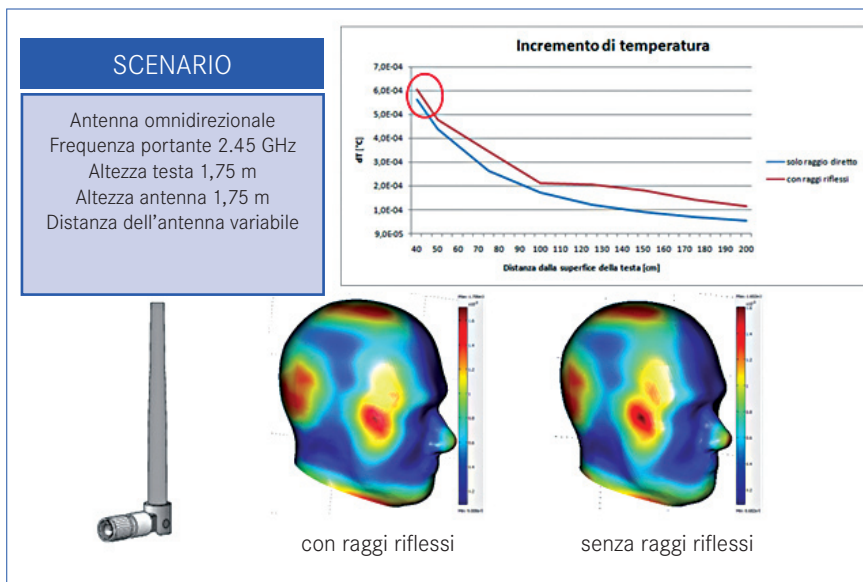 SCENARIO
Antenna omnidirezionale
Frequenza portante 2.45 GHz
Altezza testa 1,75 m
Altezza antenna 1,75 m
Distanza dell'antenna variabile
Incremento di temperatura
7,0E-04
6,0E-04
5,0E-04
4,0E-04
3,0E-04
2,0E-04
1,0E-04
9,0E-05
dT [°C]
solo raggio diretto
con raggi riflessi
40 50 60 70 80 90 100 110 120 130 140 150 160 170 180 190 200
Distanza dalla superfice della testa [cm]
con raggi riflessi
senza raggi riflessi